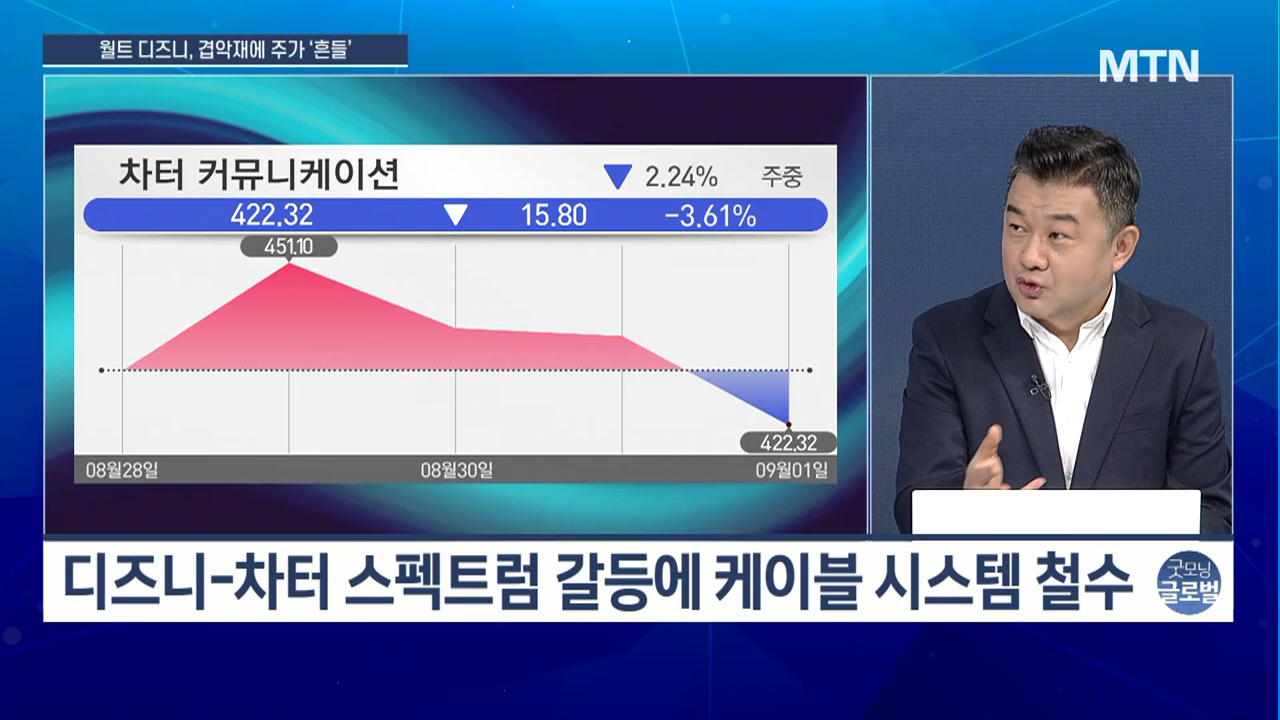 월트 디즈니, 겹악재에 주가 ‘흔들’
MTN
차터 커뮤니케이션 ▼ 2.24% 주중
422.32 ▼ 15.80 -3.61%
451.10
422.32
08월28일 08월30일 09월01일
디즈니-차터 스펙트럼 갈등에 케이블 시스템 철수
굿모닝
글로벌